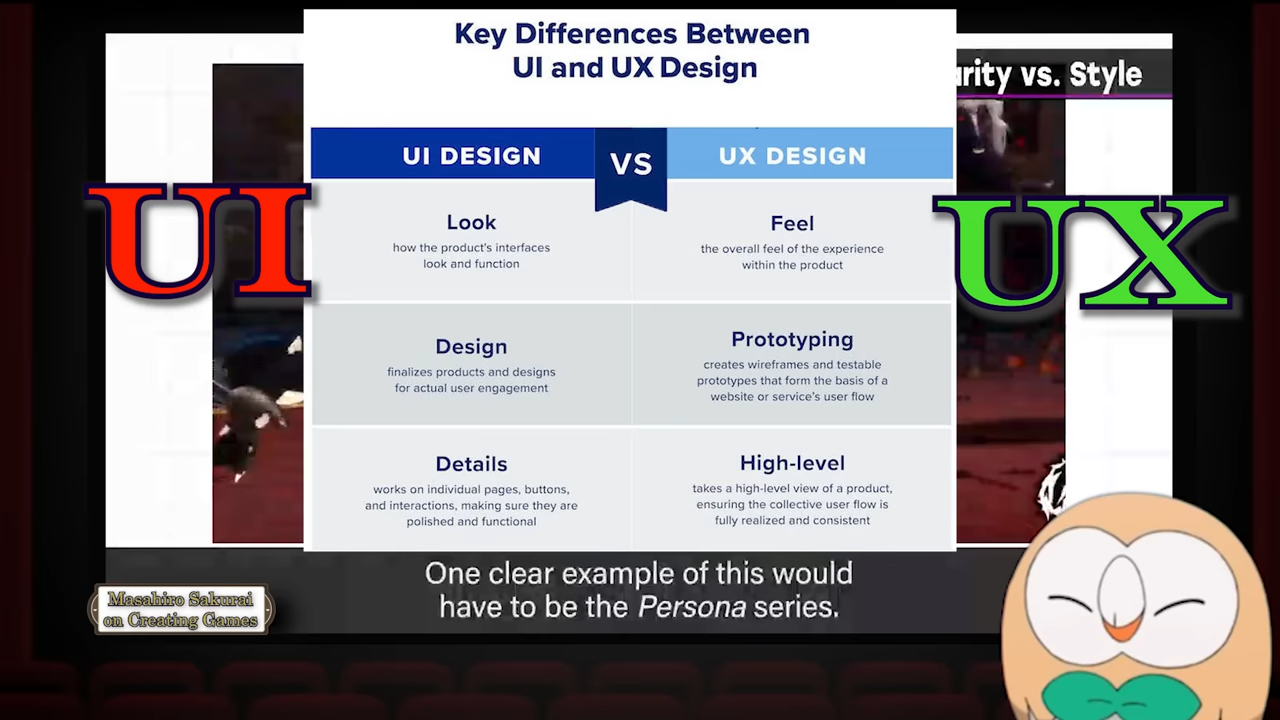 Key Differences Between
UI and UX Design
arity vs. Style
UI DESIGN
VS
UX DESIGN
UI
UX
Look
how the product's interfaces
look and function
Feel
the overall feel of the experience
within the product
Design
finalizes products and designs
for actual user engagement
Prototyping
creates wireframes and testable
prototypes that form the basis of a
website or service's user flow
Details
works on individual pages, buttons,
and interactions, making sure they are
polished and functional
High-level
takes a high-level view of a product,
ensuring the collective user flow is
fully realized and consistent
One clear example of this would
have to be the Persona series.
Masahiro Sakurai
on Creating Games